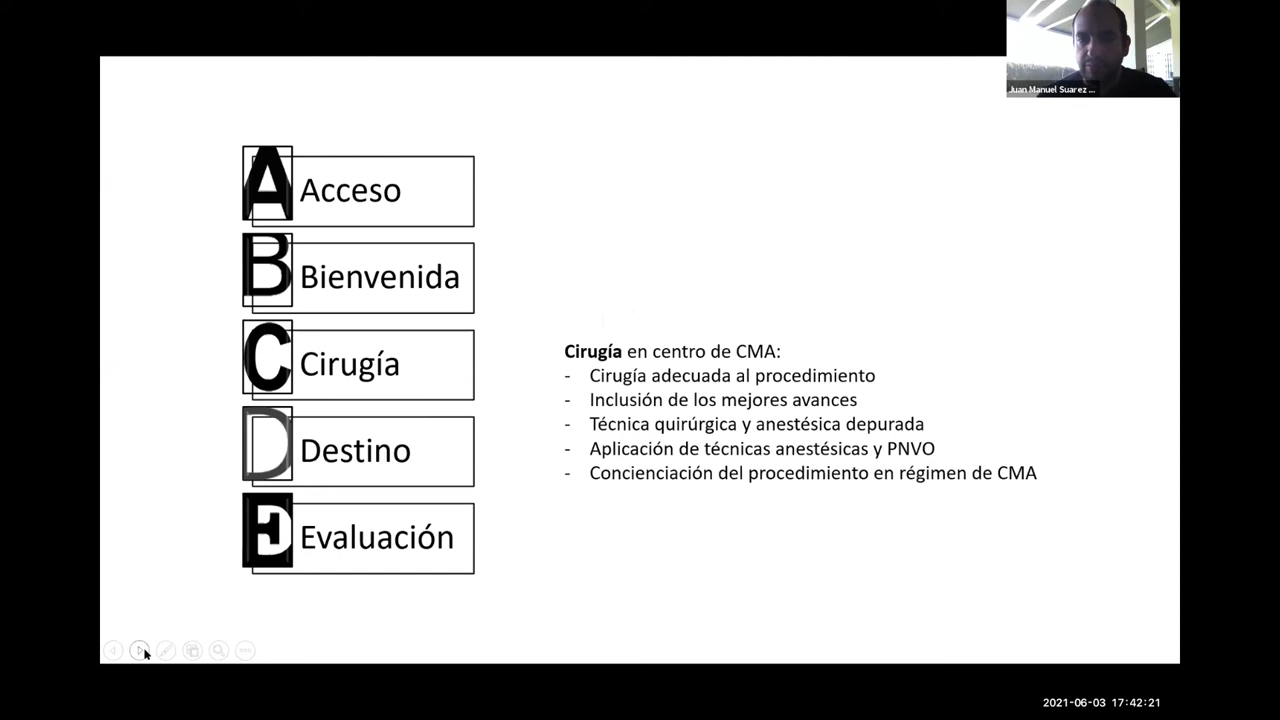 Juan Manuel Suarez ...
A Acceso
B Bienvenida
C Cirugía
D Destino
E Evaluación
Cirugía en centro de CMA:
- Cirugía adecuada al procedimiento
- Inclusión de los mejores avances
- Técnica quirúrgica y anestésica depurada
- Aplicación de técnicas anestésicas y PNVO
- Concienciación del procedimiento en régimen de CMA
2021-06-03 17:42:21